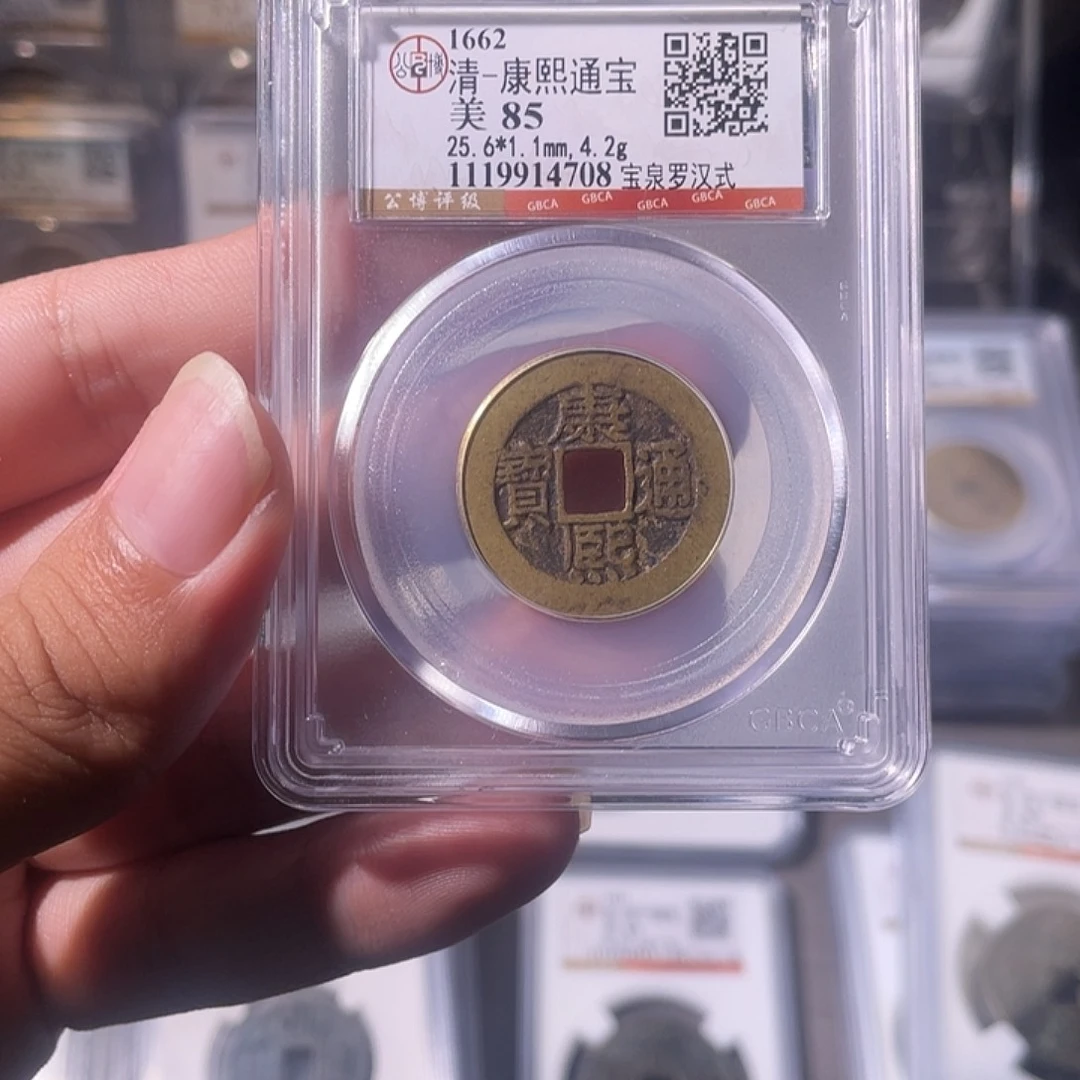 1662
清-康熙通宝
美 85
25.6*1.1mm, 4.2g
1119914708 宝泉罗汉式
公博评级 GBCA GBCA GBCA GBCA GBCA
康
寶 通
熙
GBCA